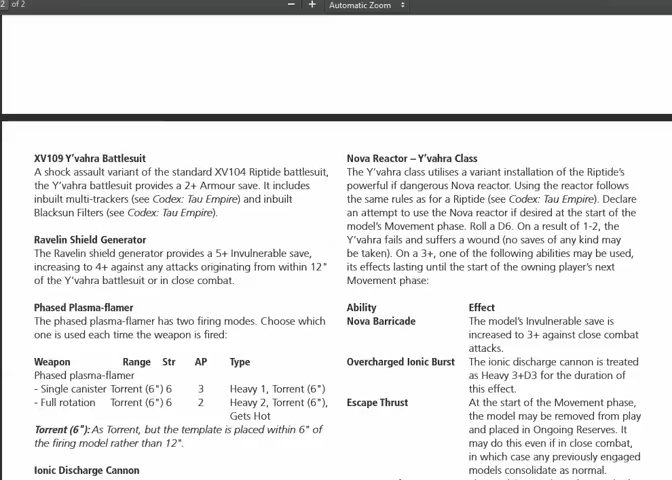 2 of 2
− + Automatic Zoom
XV109 Y'vahra Battlesuit
A shock assault variant of the standard XV104 Riptide battlesuit,
the Y'vahra battlesuit provides a 2+ Armour save. It includes
inbuilt multi-trackers (see Codex: Tau Empire) and inbuilt
Blacksun Filters (see Codex: Tau Empire).
Ravelin Shield Generator
The Ravelin shield generator provides a 5+ Invulnerable save,
increasing to 4+ against any attacks originating from within 12"
of the Y'vahra battlesuit or in close combat.
Phased Plasma-flamer
The phased plasma-flamer has two firing modes. Choose which
one is used each time the weapon is fired:
Weapon Range Str AP Type
Phased plasma-flamer
- Single canister Torrent (6") 6 3 Heavy 1, Torrent (6")
- Full rotation Torrent (6") 6 2 Heavy 2, Torrent (6"),
Gets Hot
Torrent (6"): As Torrent, but the template is placed within 6" of
the firing model rather than 12".
Ionic Discharge Cannon
Nova Reactor – Y'vahra Class
The Y'vahra class utilises a variant installation of the Riptide's
powerful if dangerous Nova reactor. Using the reactor follows
the same rules as for a Riptide (see Codex: Tau Empire). Declare
an attempt to use the Nova reactor if desired at the start of the
model's Movement phase. Roll a D6. On a result of 1-2, the
Y'vahra fails and suffers a wound (no saves of any kind may
be taken). On a 3+, one of the following abilities may be used,
its effects lasting until the start of the owning player's next
Movement phase:
Ability Effect
Nova Barricade The model's Invulnerable save is
increased to 3+ against close combat
attacks.
Overcharged Ionic Burst The ionic discharge cannon is treated
as Heavy 3+D3 for the duration of
this effect.
Escape Thrust At the start of the Movement phase,
the model may be removed from play
and placed in Ongoing Reserves. It
may do this even if in close combat,
in which case any previously engaged
models consolidate as normal.